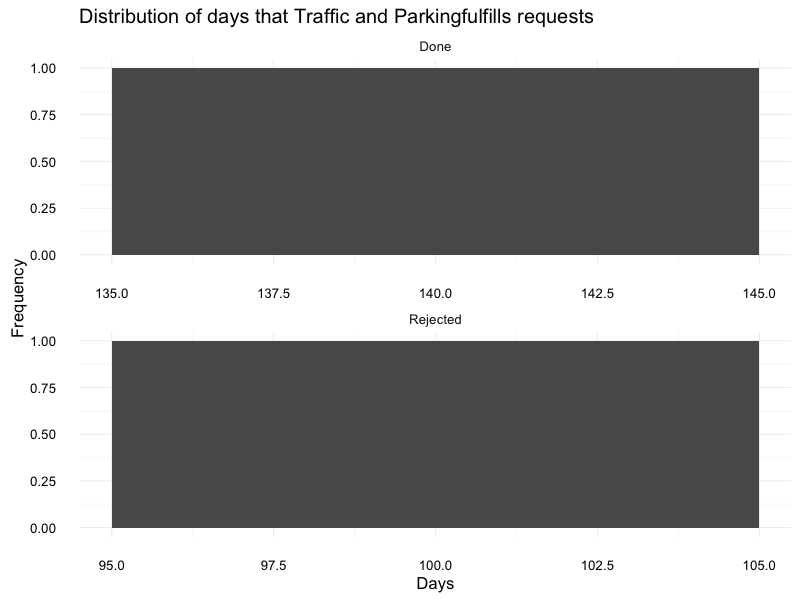 Distribution of days that Traffic and Parkingfulfills requests
Done
1.00
0.75
0.50
0.25
0.00
135.0 137.5 140.0 142.5 145.0
Frequency
Rejected
1.00
0.75
0.50
0.25
0.00
95.0 97.5 100.0 102.5 105.0
Days